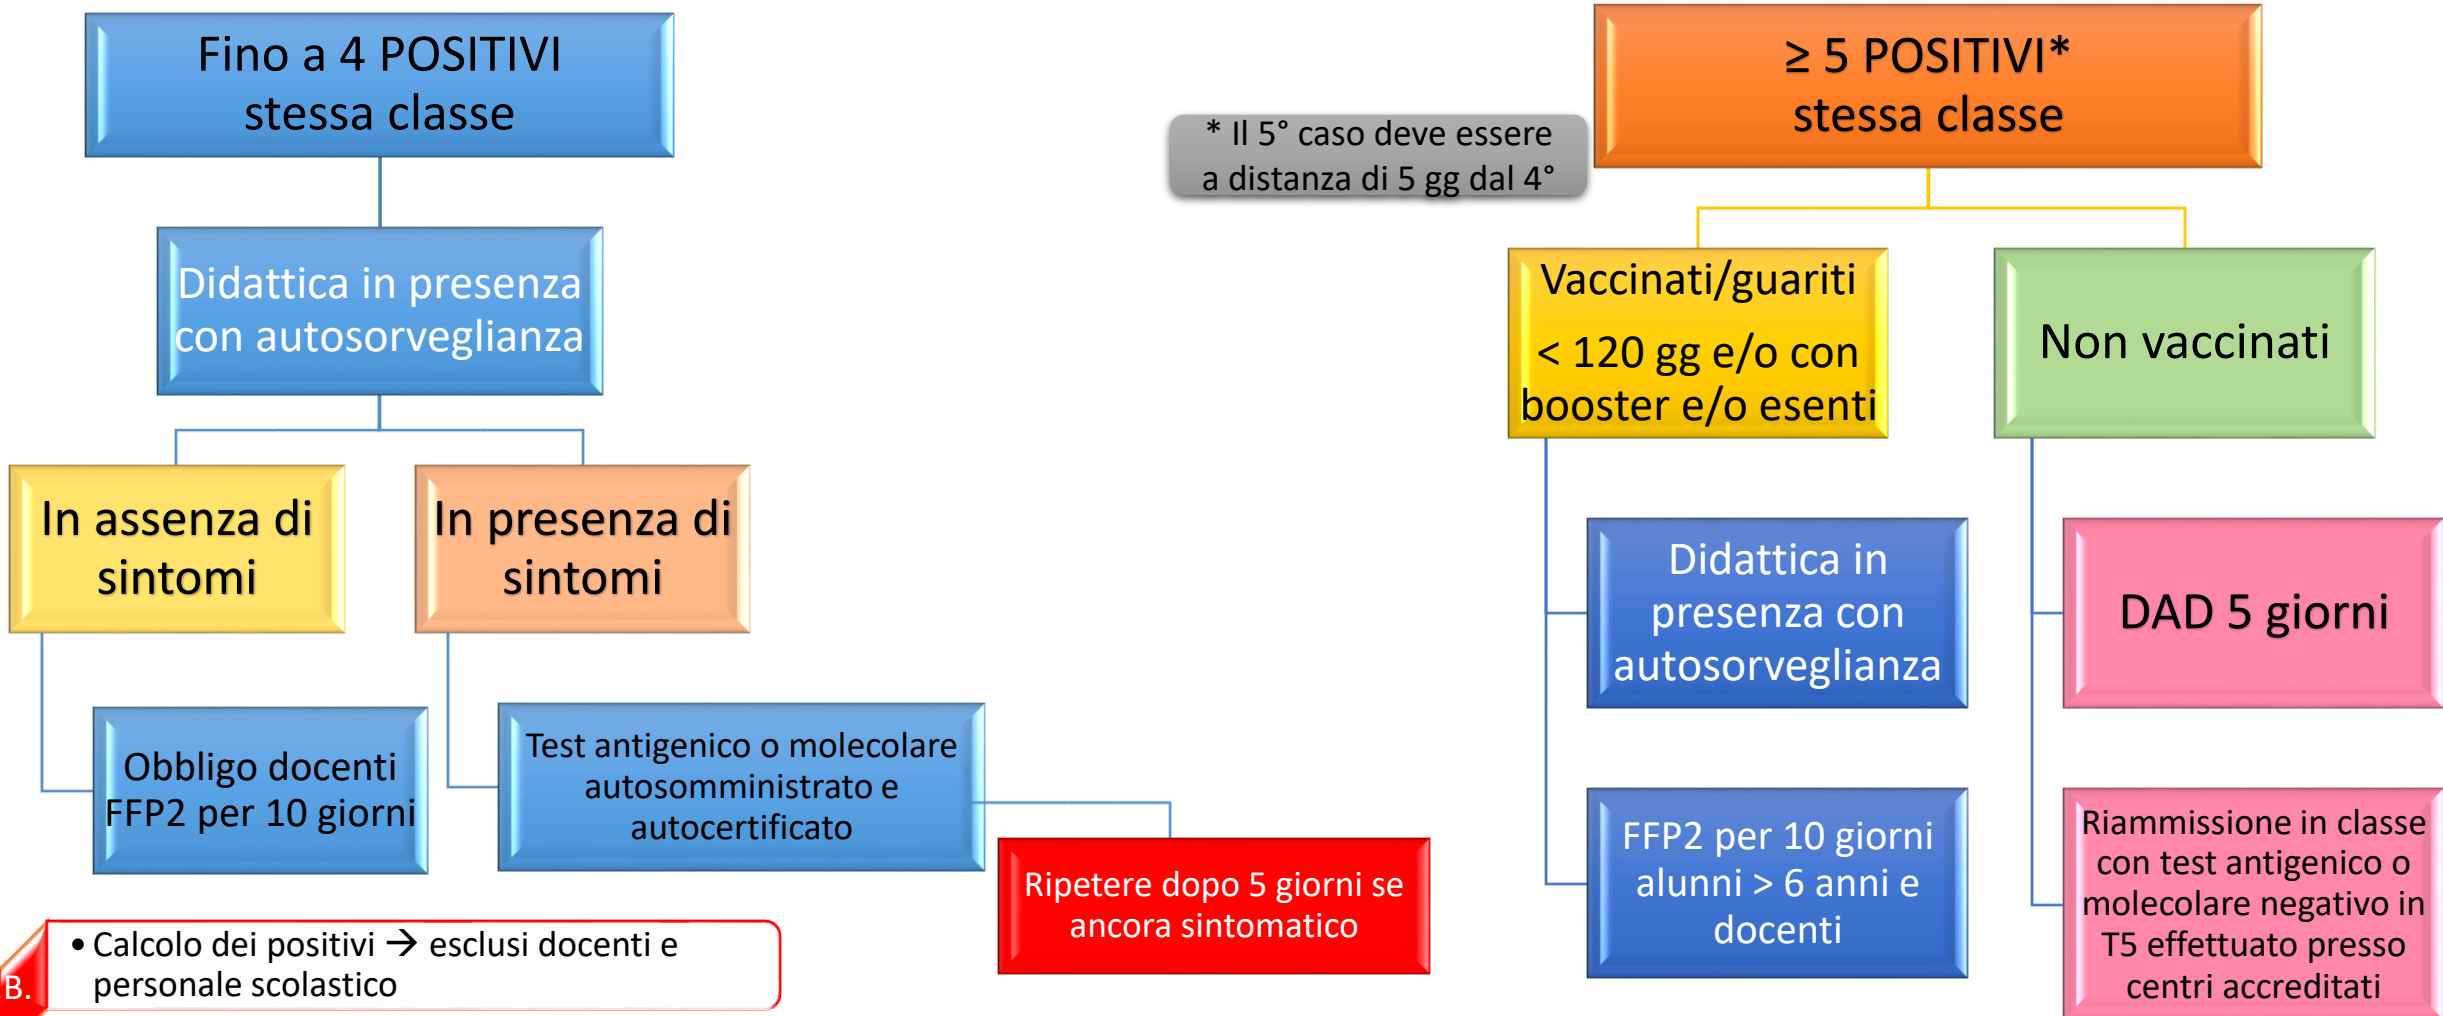 Fino a 4 POSITIVI
stessa classe
Didattica in presenza
con autosorveglianza
In assenza di
sintomi
In presenza di
sintomi
Obbligo docenti
FFP2 per 10 giorni
Test antigenico o molecolare
autosomministrato e
autocertificato
Ripetere dopo 5 giorni se
ancora sintomatico
B.
• Calcolo dei positivi → esclusi docenti e
personale scolastico
* Il 5° caso deve essere
a distanza di 5 gg dal 4°
≥ 5 POSITIVI*
stessa classe
Vaccinati/guariti
< 120 gg e/o con
booster e/o esenti
Non vaccinati
Didattica in
presenza con
autosorveglianza
DAD 5 giorni
FFP2 per 10 giorni
alunni > 6 anni e
docenti
Riammissione in classe
con test antigenico o
molecolare negativo in
T5 effettuato presso
centri accreditati